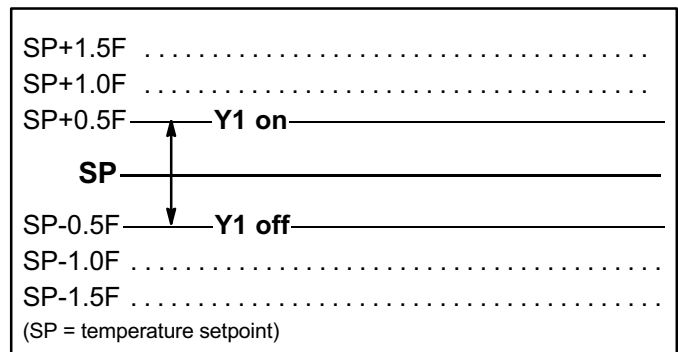 SP+1.5F . . . . . . . . . . . . . . . . . . . . . . . . . . . . . . . . . . . . . .
SP+1.0F . . . . . . . . . . . . . . . . . . . . . . . . . . . . . . . . . . . . . .
SP+0.5F Y1 on
SP
SP-0.5F Y1 off
SP-1.0F . . . . . . . . . . . . . . . . . . . . . . . . . . . . . . . . . . . . . . . .
SP-1.5F . . . . . . . . . . . . . . . . . . . . . . . . . . . . . . . . . . . . . . . .
(SP = temperature setpoint)